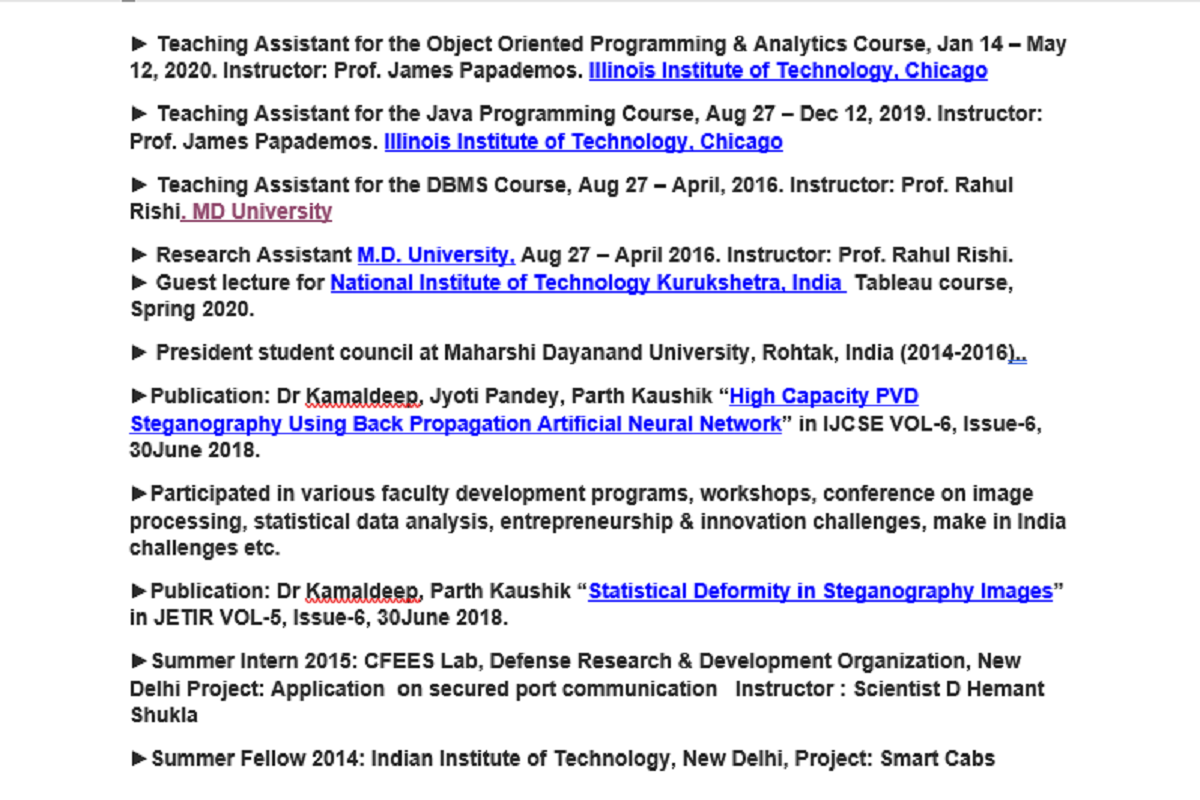 ► Teaching Assistant for the Object Oriented Programming & Analytics Course, Jan 14 – May
12, 2020. Instructor: Prof. James Papademos. Illinois Institute of Technology, Chicago
► Teaching Assistant for the Java Programming Course, Aug 27 – Dec 12, 2019. Instructor:
Prof. James Papademos. Illinois Institute of Technology, Chicago
► Teaching Assistant for the DBMS Course, Aug 27 – April, 2016. Instructor: Prof. Rahul
Rishi. MD University
► Research Assistant M.D. University, Aug 27 – April 2016. Instructor: Prof. Rahul Rishi.
► Guest lecture for National Institute of Technology Kurukshetra, India  Tableau course,
Spring 2020.
► President student council at Maharshi Dayanand University, Rohtak, India (2014-2016)..
►Publication: Dr Kamaldeep, Jyoti Pandey, Parth Kaushik “High Capacity PVD
Steganography Using Back Propagation Artificial Neural Network” in IJCSE VOL-6, Issue-6,
30June 2018.
►Participated in various faculty development programs, workshops, conference on image
processing, statistical data analysis, entrepreneurship & innovation challenges, make in India
challenges etc.
►Publication: Dr Kamaldeep, Parth Kaushik “Statistical Deformity in Steganography Images”
in JETIR VOL-5, Issue-6, 30June 2018.
►Summer Intern 2015: CFEES Lab, Defense Research & Development Organization, New
Delhi Project: Application  on secured port communication   Instructor : Scientist D Hemant
Shukla
►Summer Fellow 2014: Indian Institute of Technology, New Delhi, Project: Smart Cabs